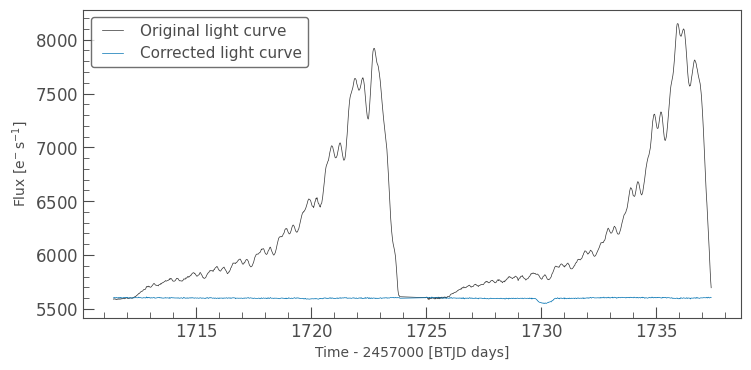 Original light curve
Corrected light curve
8000
7500
7000
6500
6000
5500
Flux [e⁻ s⁻¹]
1715 1720 1725 1730 1735
Time - 2457000 [BTJD days]